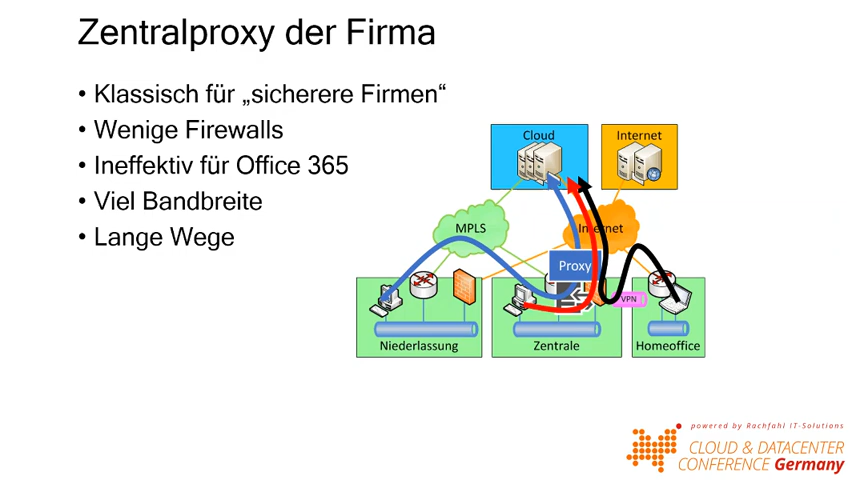 Zentralproxy der Firma
• Klassisch für „sicherere Firmen“
• Wenige Firewalls
• Ineffektiv für Office 365
• Viel Bandbreite
• Lange Wege
Cloud
Internet
MPLS
Internet
Proxy
VPN
Niederlassung
Zentrale
Homeoffice
powered by Rachfahl IT-Solutions
CLOUD & DATACENTER
CONFERENCE Germany